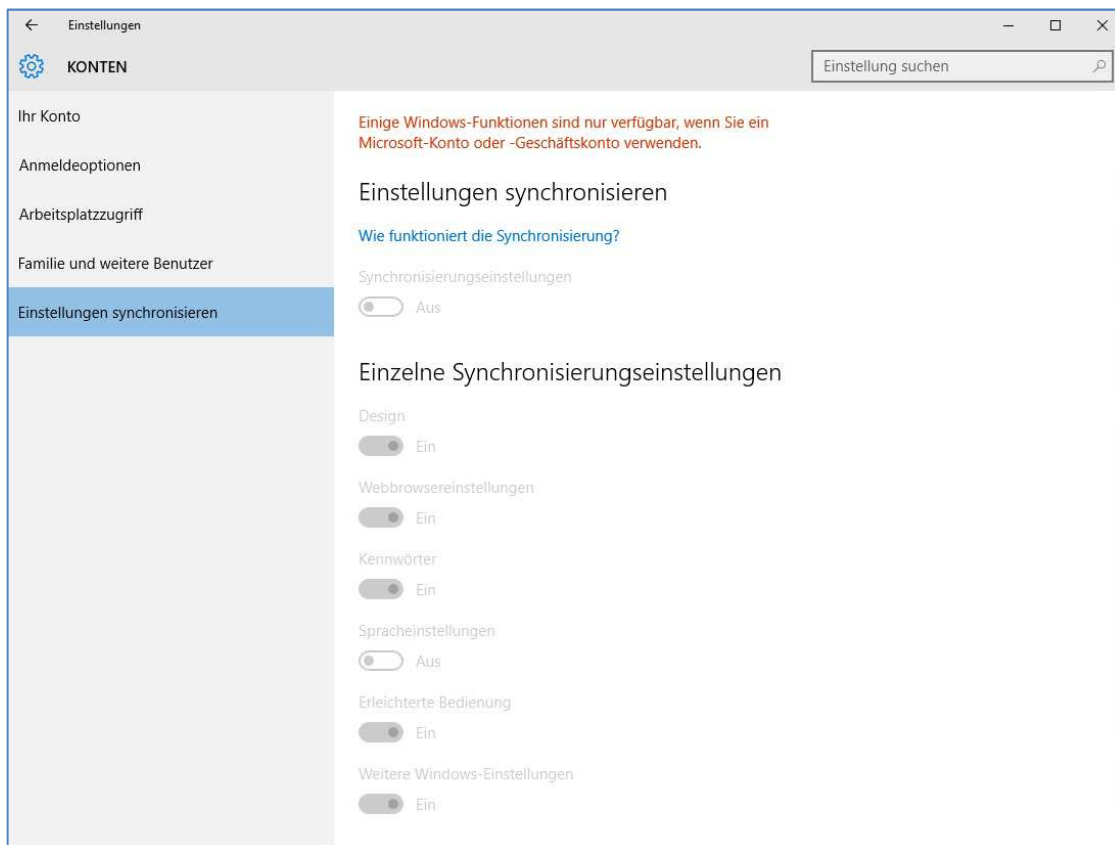 Einstellungen
KONTEN
Einstellung suchen
Ihr Konto
Anmeldeoptionen
Arbeitsplatzzugriff
Familie und weitere Benutzer
Einstellungen synchronisieren
Einige Windows-Funktionen sind nur verfügbar, wenn Sie ein
Microsoft-Konto oder -Geschäftskonto verwenden.
Einstellungen synchronisieren
Wie funktioniert die Synchronisierung?
Synchronisierungseinstellungen
Aus
Einzelne Synchronisierungseinstellungen
Design
Ein
Webbrowsereinstellungen
Ein
Kennwörter
Ein
Spracheinstellungen
Aus
Erleichterte Bedienung
Ein
Weitere Windows-Einstellungen
Ein